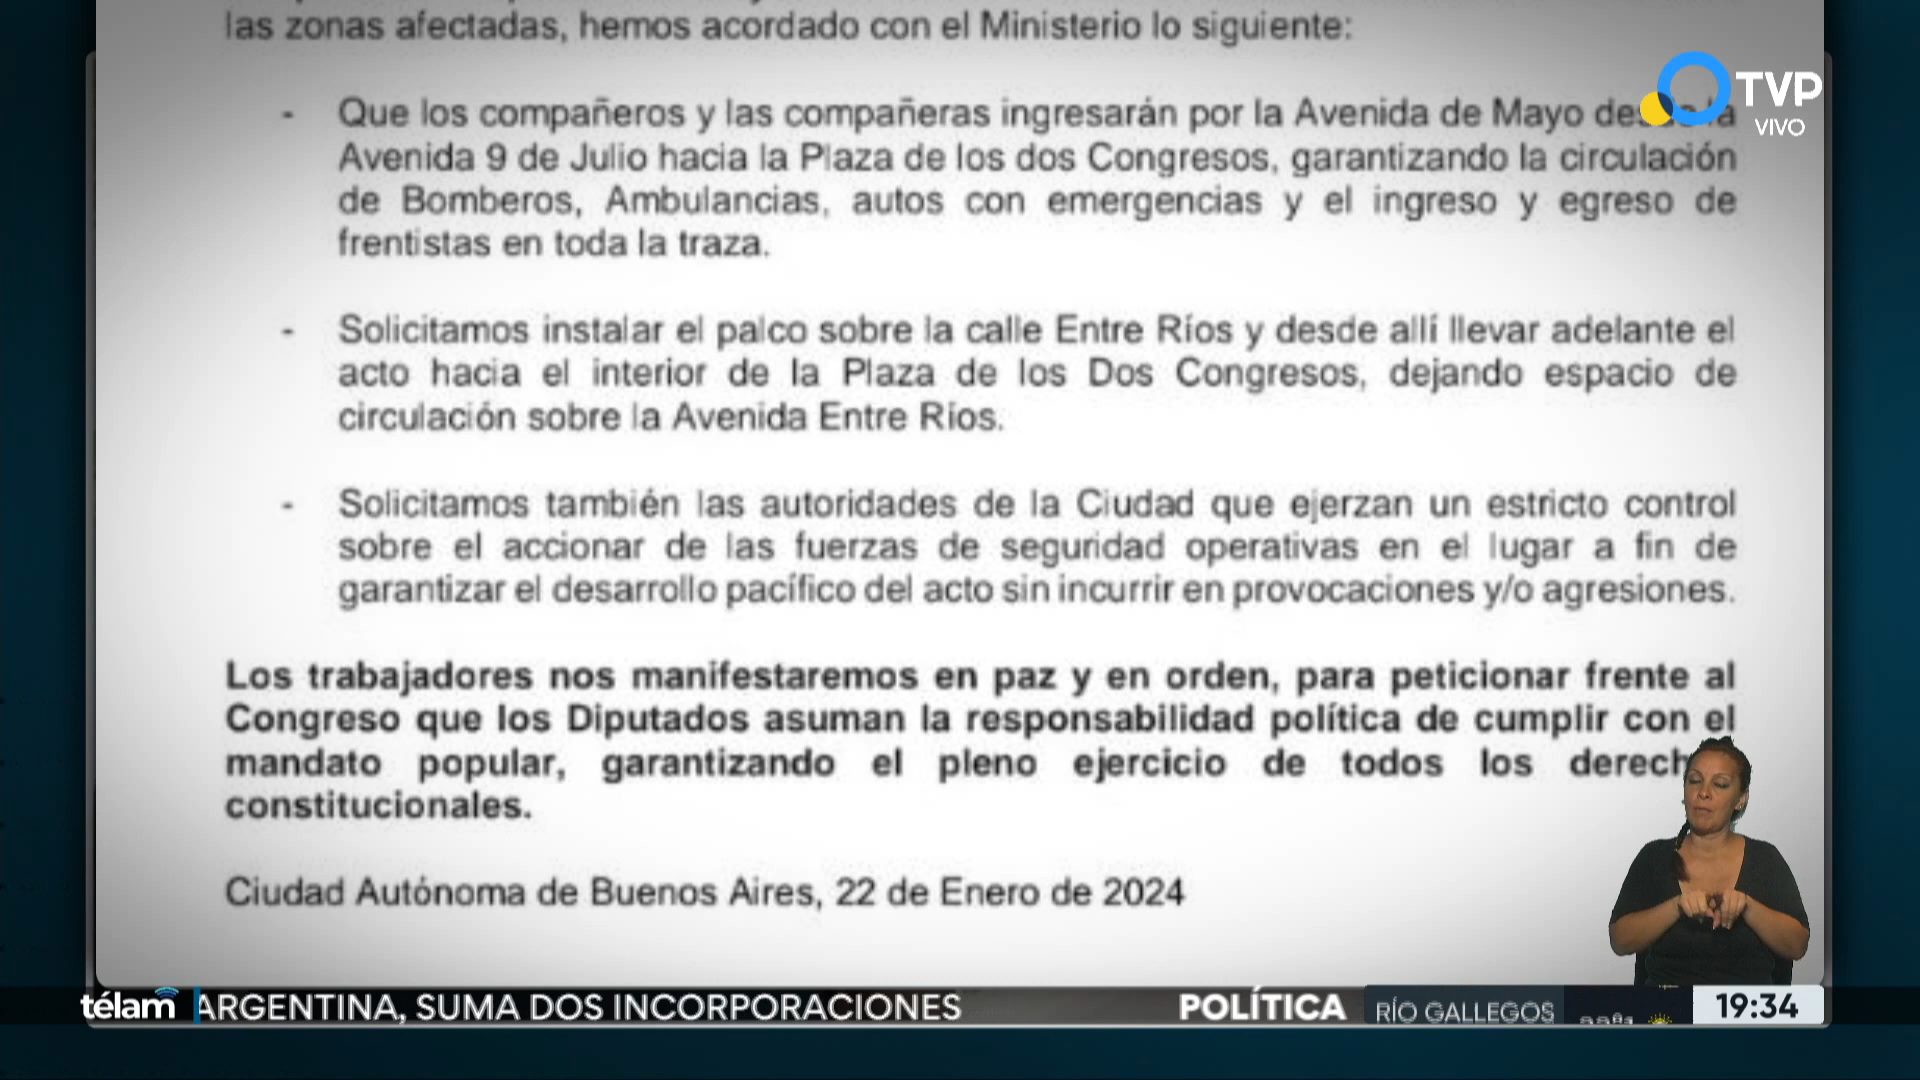 las zonas afectadas, hemos acordado con el Ministerio lo siguiente:
- Que los compañeros y las compañeras ingresarán por la Avenida de Mayo desde la
Avenida 9 de Julio hacia la Plaza de los dos Congresos, garantizando la circulación
de Bomberos, Ambulancias, autos con emergencias y el ingreso y egreso de
frentistas en toda la traza.
- Solicitamos instalar el palco sobre la calle Entre Ríos y desde allí llevar adelante el
acto hacia el interior de la Plaza de los Dos Congresos, dejando espacio de
circulación sobre la Avenida Entre Ríos.
- Solicitamos también las autoridades de la Ciudad que ejerzan un estricto control
sobre el accionar de las fuerzas de seguridad operativas en el lugar a fin de
garantizar el desarrollo pacífico del acto sin incurrir en provocaciones y/o agresiones.
Los trabajadores nos manifestaremos en paz y en orden, para peticionar frente al
Congreso que los Diputados asuman la responsabilidad política de cumplir con el
mandato popular, garantizando el pleno ejercicio de todos los derech
constitucionales.
Ciudad Autónoma de Buenos Aires, 22 de Enero de 2024
TVP
VIVO
télam
ARGENTINA, SUMA DOS INCORPORACIONES
POLÍTICA
RÍO GALLEGOS
19:34